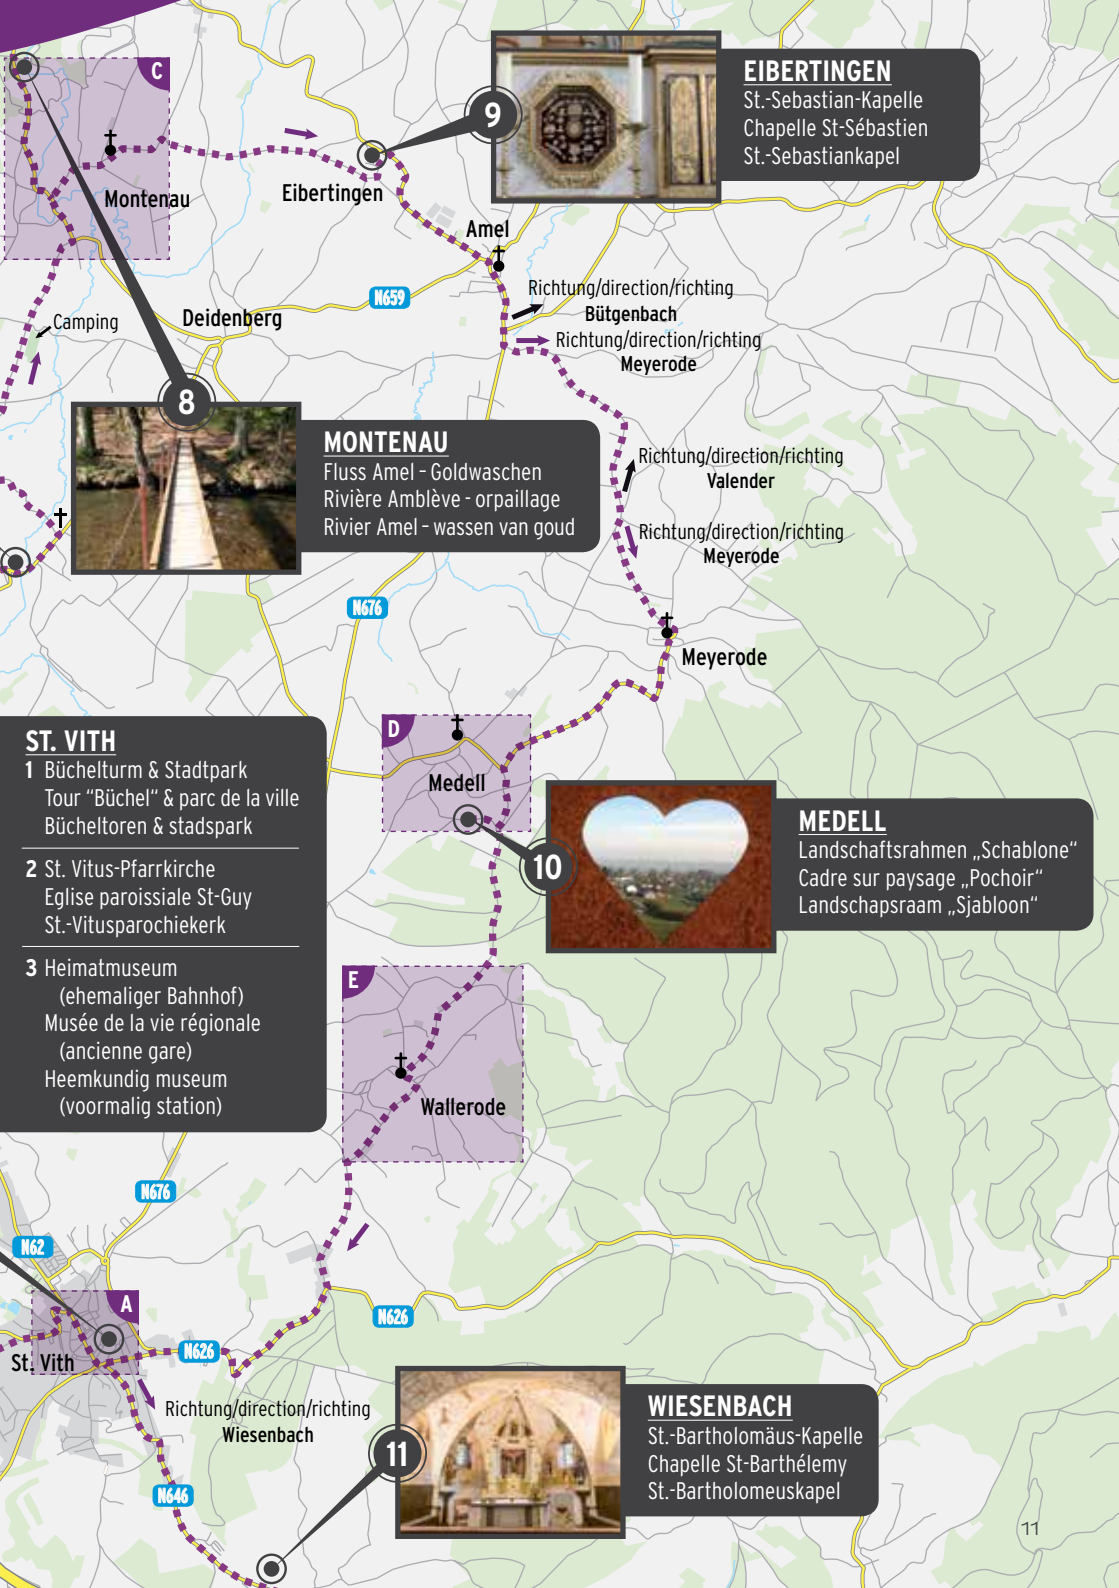 C
Montenau
Eibertingen
9
EIBERTINGEN
St.-Sebastian-Kapelle
Chapelle St-Sébastien
St.-Sebastiankapel
Amel
Richtung/direction/richting
Bütgenbach
Richtung/direction/richting
Meyerode
N659
Camping
Deidenberg
8
MONTENAU
Fluss Amel – Goldwaschen
Rivière Amblève - orpaillage
Rivier Amel – wassen van goud
Richtung/direction/richting
Valender
Richtung/direction/richting
Meyerode
N676
Meyerode
ST. VITH
1 Büchelturm & Stadtpark
Tour “Büchel“ & parc de la ville
Bücheltoren & stadspark
2 St. Vitus-Pfarrkirche
Eglise paroissiale St-Guy
St.-Vitusparochiekerk
3 Heimatmuseum
(ehemaliger Bahnhof)
Musée de la vie régionale
(ancienne gare)
Heemkundig museum
(voormalig station)
D
Medell
10
MEDELL
Landschaftsrahmen „Schablone“
Cadre sur paysage „Pochoir“
Landschapsraam „Sjabloon“
E
Wallerode
N676
N62
A
St. Vith
N626
N626
Richtung/direction/richting
Wiesenbach
11
WIESENBACH
St.-Bartholomäus-Kapelle
Chapelle St-Barthélemy
St.-Bartholomeuskapel
N646
11